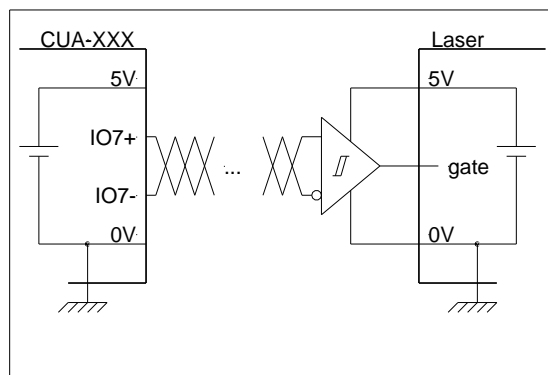 CUA-XXX
5V
IO7+
IO7-
0V
...
Laser
5V
gate
0V